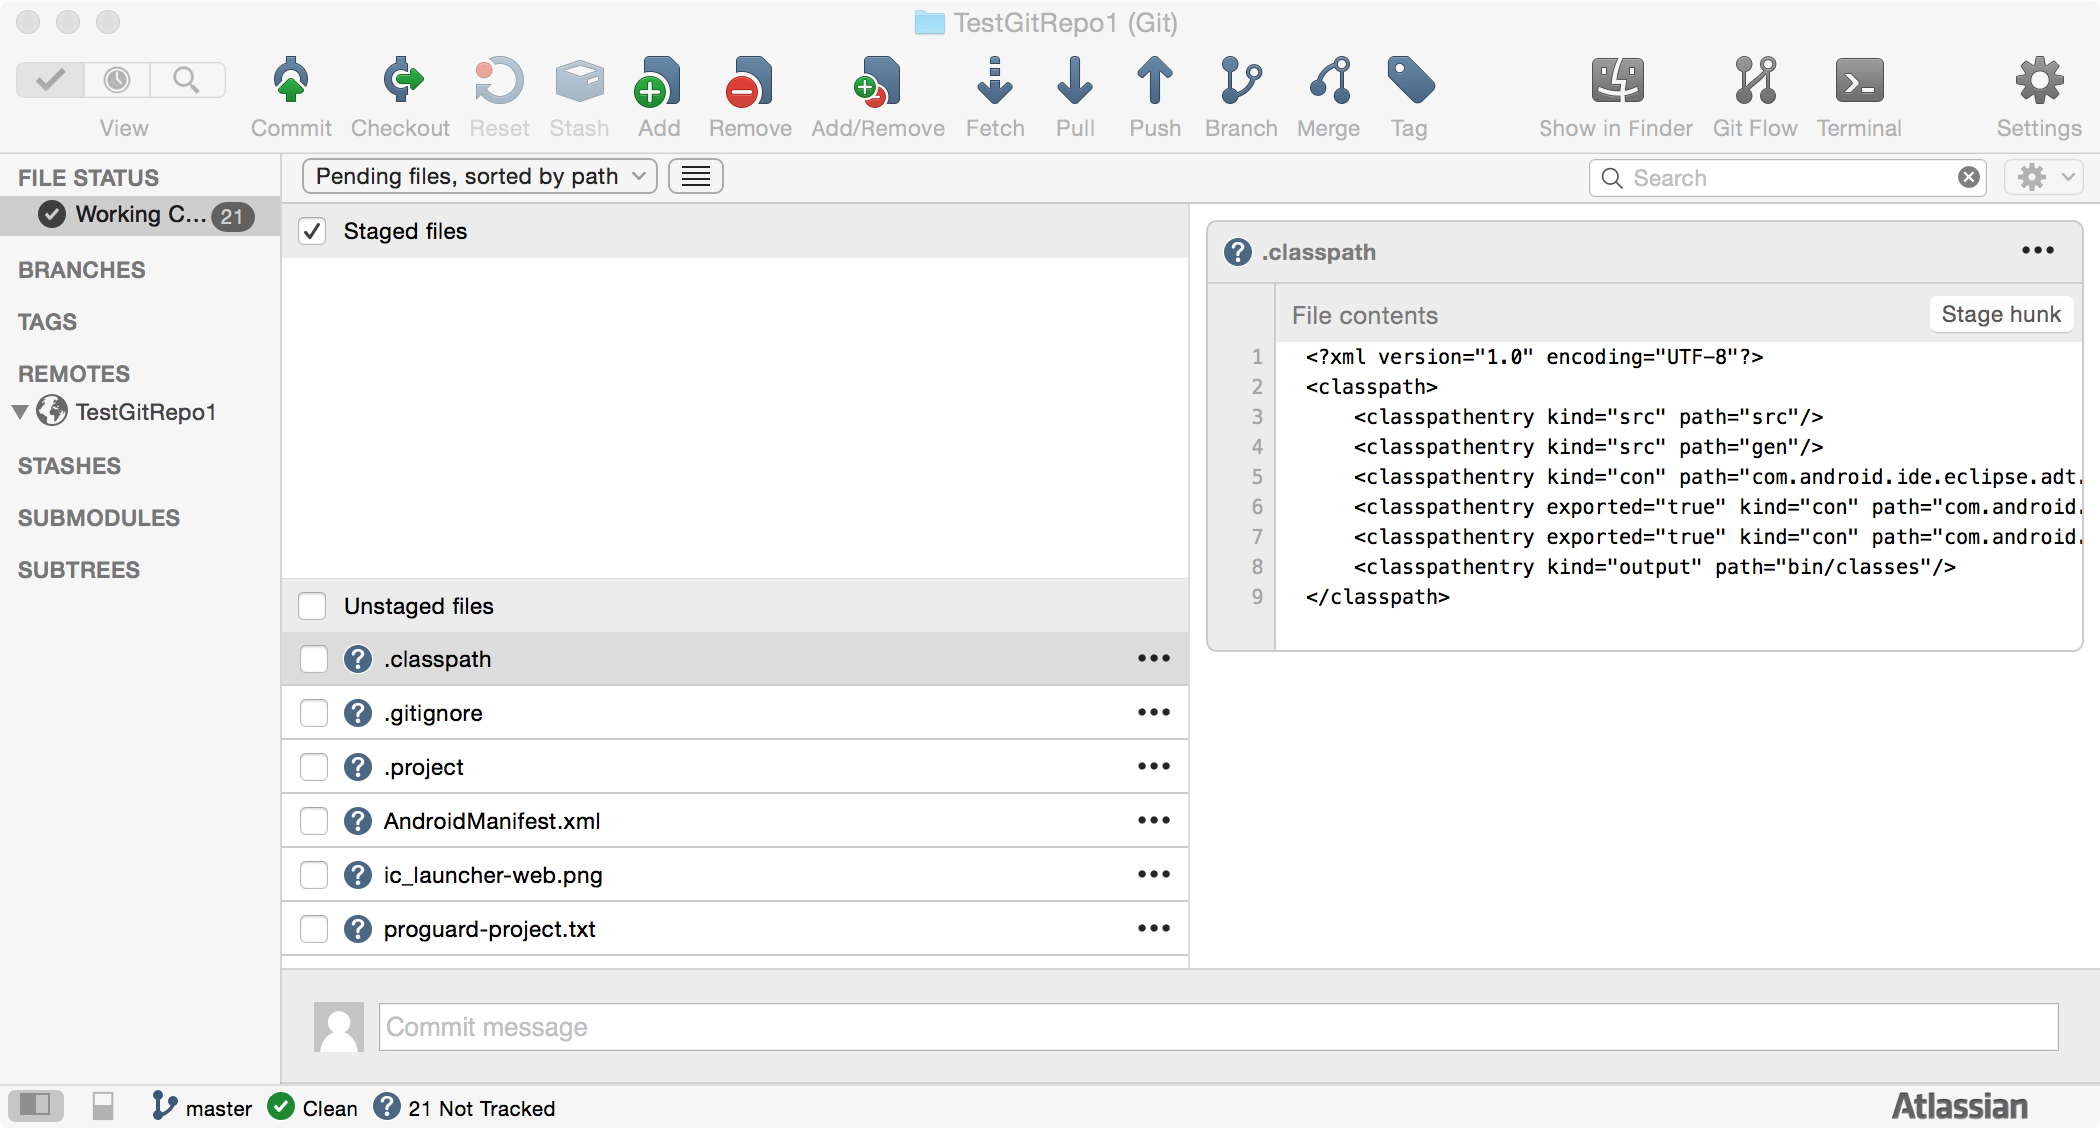 TestGitRepo1 (Git)
View Commit Checkout Reset Stash Add Remove Add/Remove Fetch Pull Push Branch Merge Tag Show in Finder Git Flow Terminal Settings
FILE STATUS
Working C... 21
BRANCHES
TAGS
REMOTES
TestGitRepo1
STASHES
SUBMODULES
SUBTREES
Pending files, sorted by path
Search
Staged files
Unstaged files
.classpath
.gitignore
.project
AndroidManifest.xml
ic_launcher-web.png
proguard-project.txt
.classpath
File contents Stage hunk
1 <?xml version="1.0" encoding="UTF-8"?>
2 <classpath>
3 <classpathentry kind="src" path="src"/>
4 <classpathentry kind="src" path="gen"/>
5 <classpathentry kind="con" path="com.android.ide.eclipse.adt.
6 <classpathentry exported="true" kind="con" path="com.android.
7 <classpathentry exported="true" kind="con" path="com.android.
8 <classpathentry kind="output" path="bin/classes"/>
9 </classpath>
Commit message
master Clean 21 Not Tracked
Atlassian